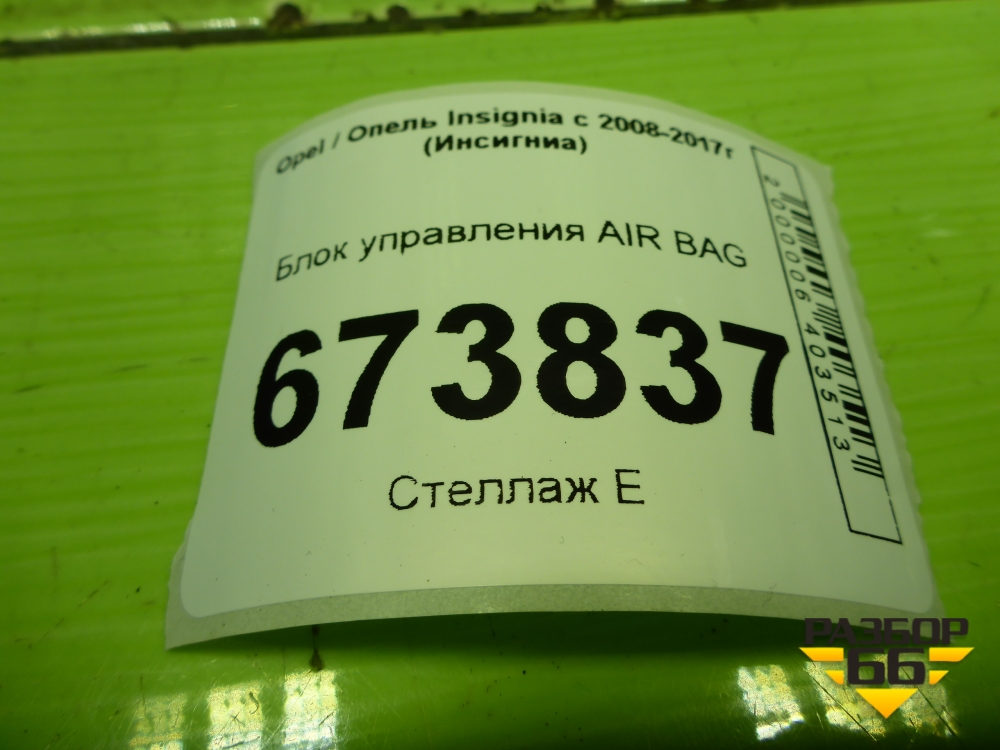 Opel / Опель Insignia с 2008-2017г
(Инсигниа)
Блок управления AIR BAG
673837
Стеллаж Е
2000006403513
РАЗБОР
66